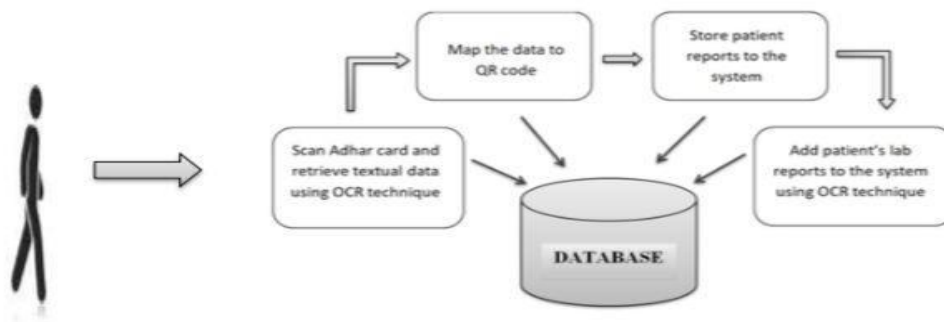 Map the data to
QR code
Store patient
reports to the
system
Scan Adhar card and
retrieve textual data
using OCR technique
Add patient's lab
reports to the system
using OCR technique
DATABASE